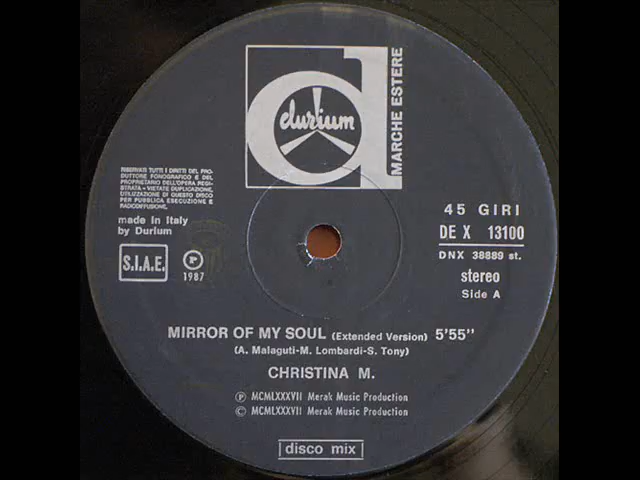 durium
MARCHE ESTERE
RISERVATI TUTTI I DIRITTI DEL PRO-
DUTTORE FONOGRAFICO E DEL
PROPRIETARIO DELL'OPERA REGI-
STRATA - VIETATE DUPLICAZIONE,
UTILIZZAZIONE DI QUESTO DISCO
PER PUBBLICA ESECUZIONE E
RADIODIFFUSIONE.
made in Italy
by Durium
S.I.A.E.
℗
1987
45 GIRI
DE X 13100
DNX 38889 st.
stereo
Side A
MIRROR OF MY SOUL (Extended Version) 5'55"
(A. Malaguti-M. Lombardi-S. Tony)
CHRISTINA M.
℗ MCMLXXXVII Merak Music Production
© MCMLXXXVII Merak Music Production
disco mix